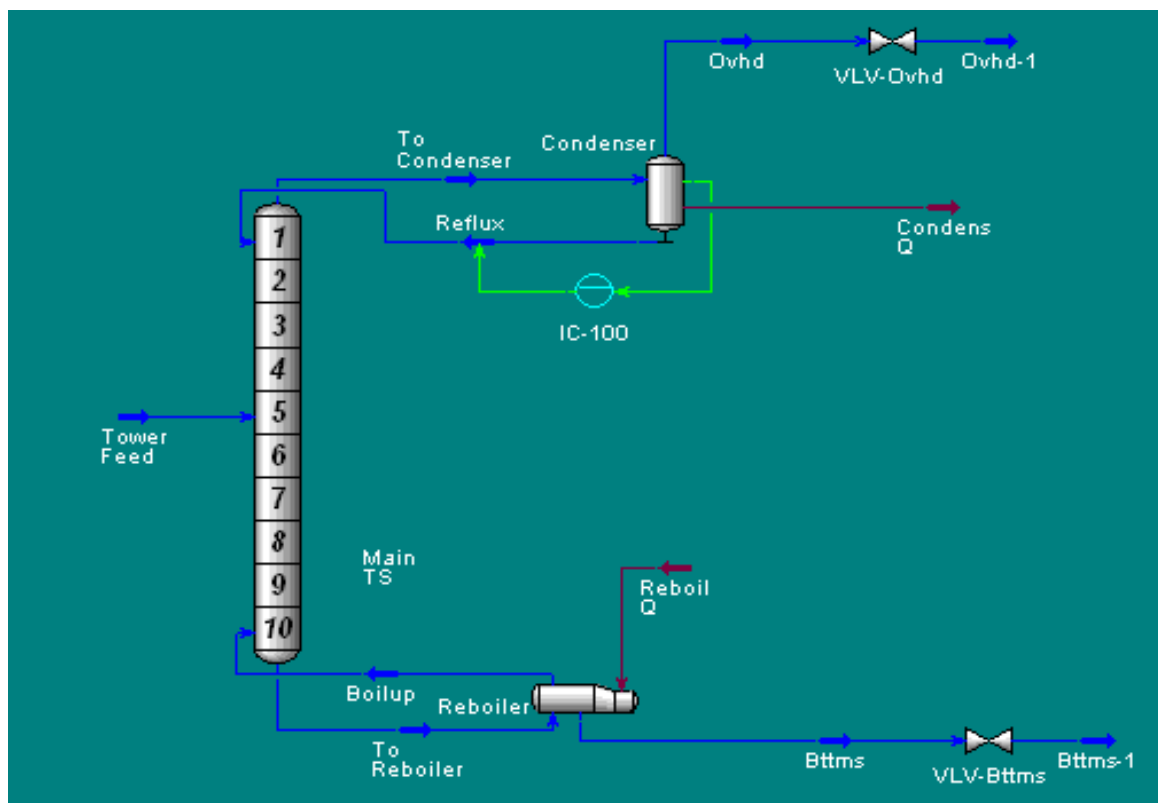 Ovhd
VLV-Ovhd
Ovhd-1
To
Condenser
Condenser
Reflux
Condens
Q
IC-100
1
2
3
4
5
6
7
8
9
10
Tower
Feed
Main
TS
Reboil
Q
Boilup
Reboiler
To
Reboiler
Bttms
VLV-Bttms
Bttms-1